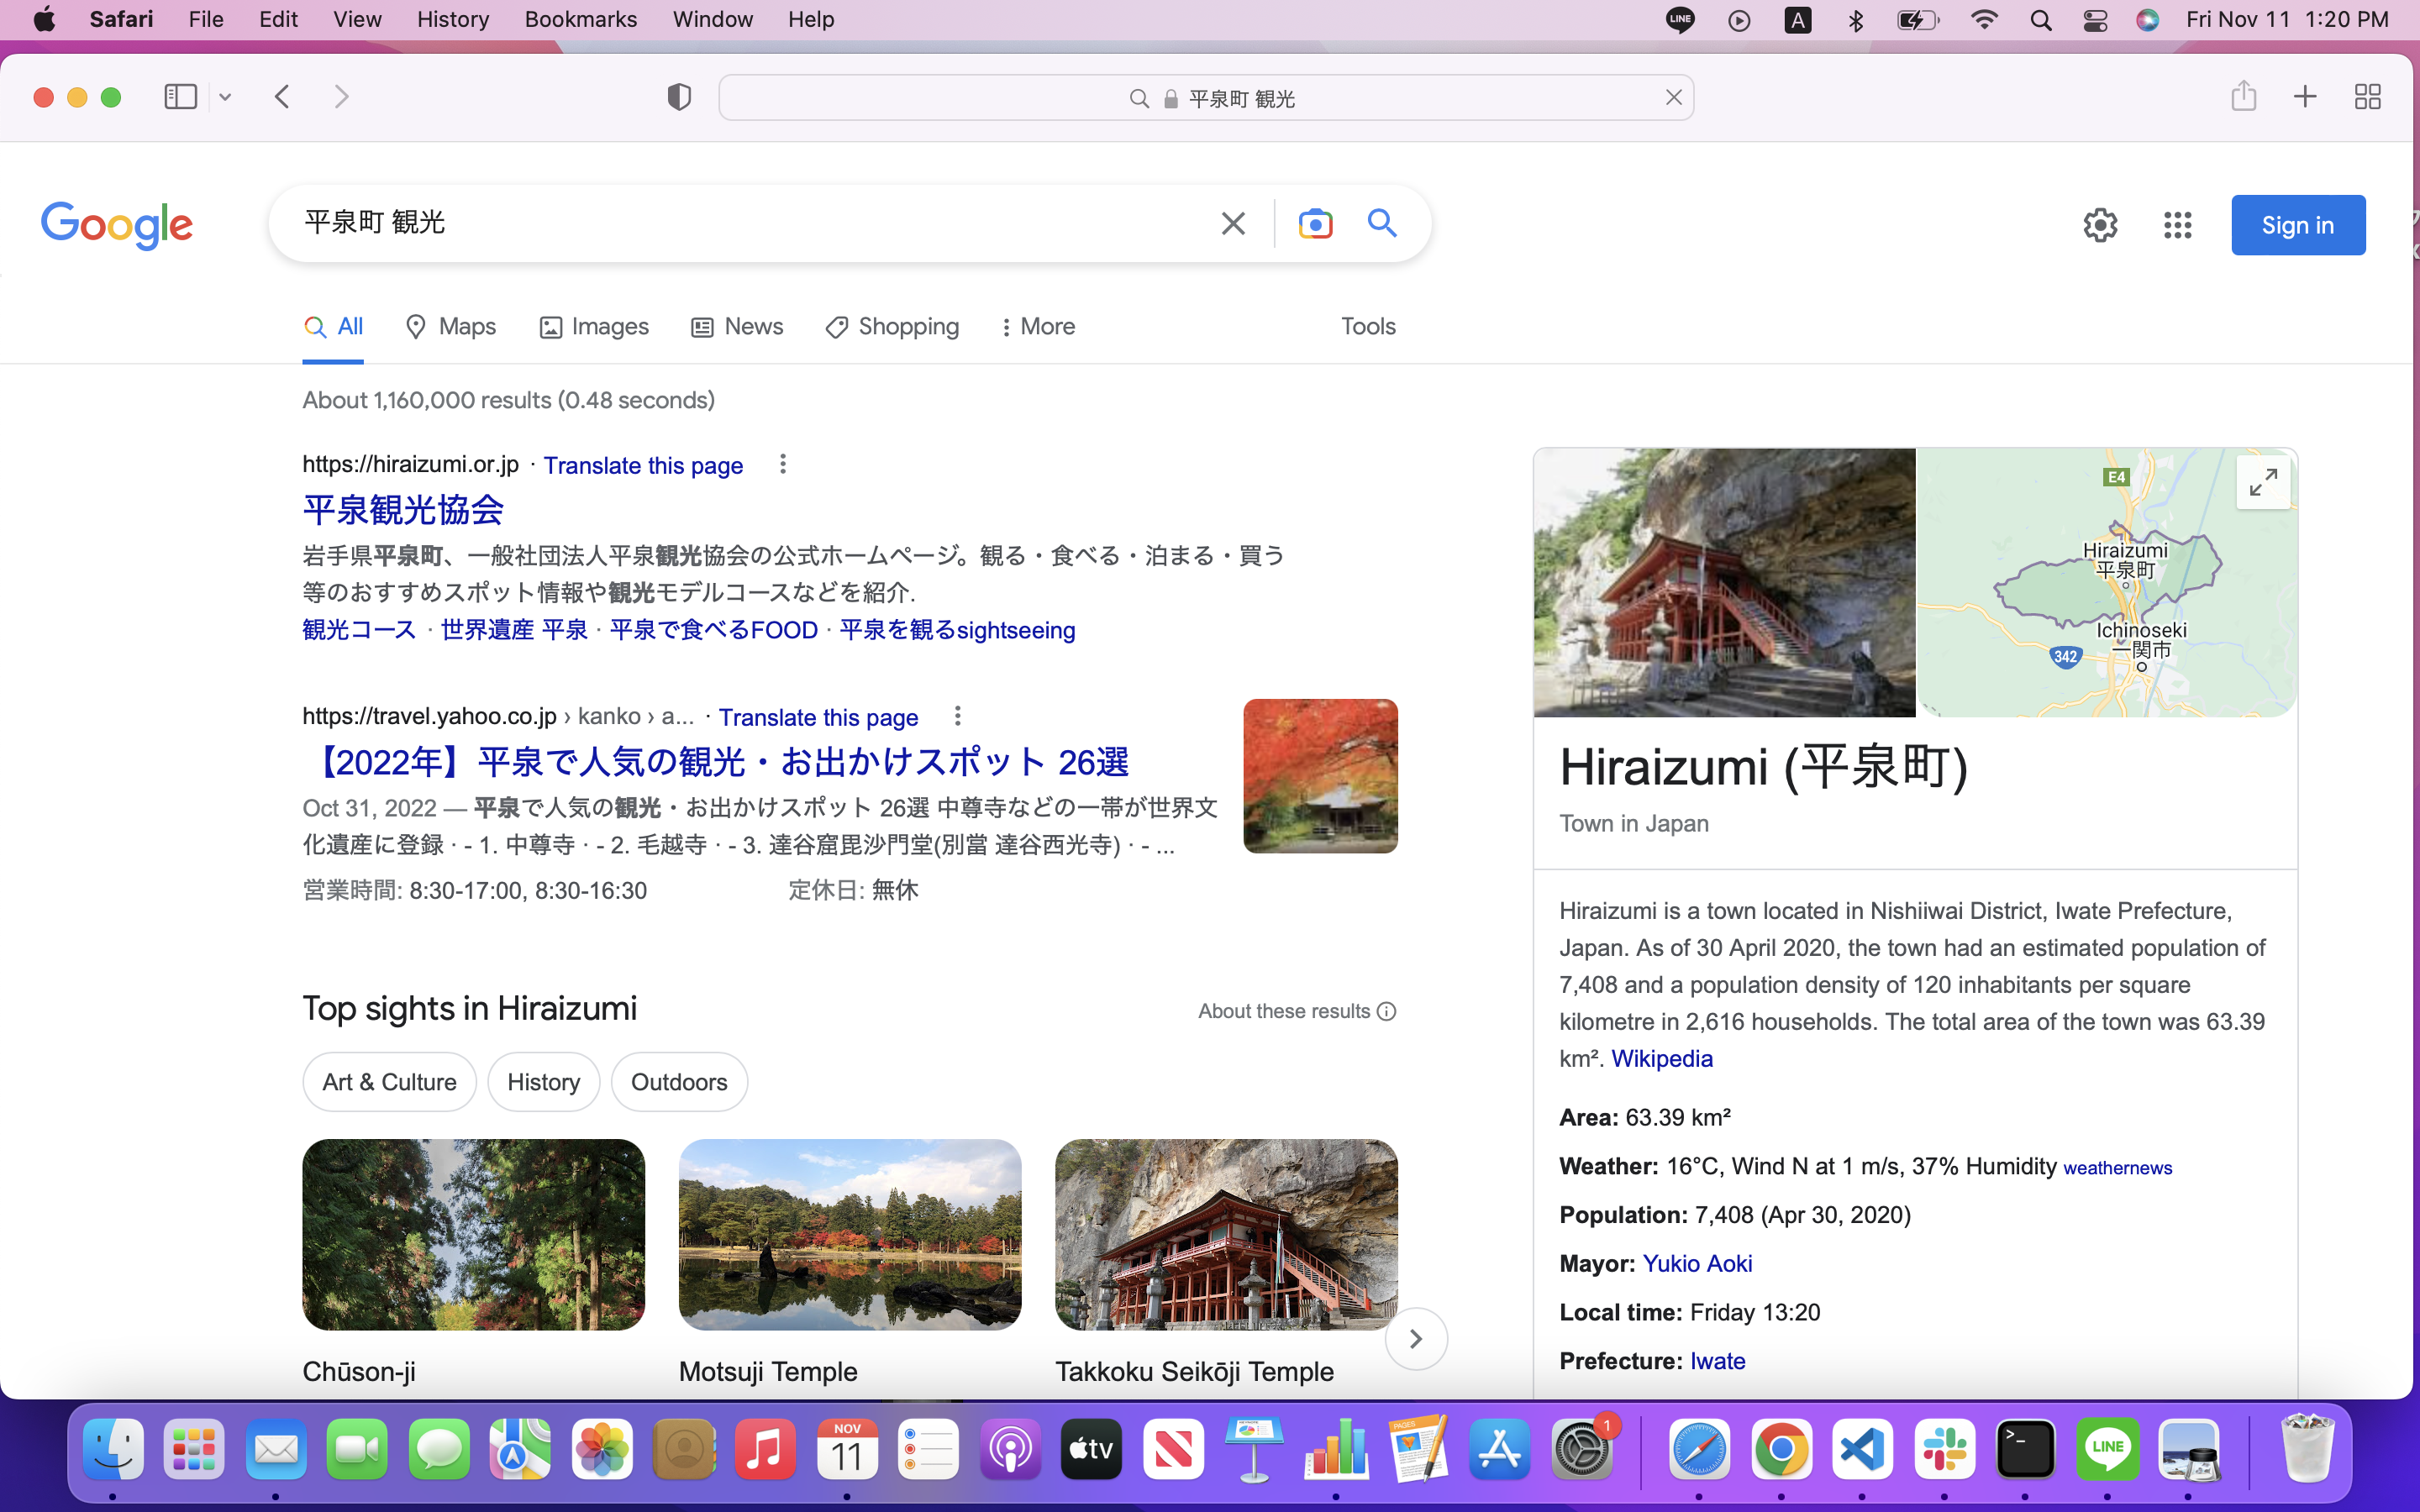 Safari File Edit View History Bookmarks Window Help
LINE A Fri Nov 11 1:20 PM
平泉町 観光
Google
平泉町 観光
Sign in
All Maps Images News Shopping More Tools
About 1,160,000 results (0.48 seconds)
https://hiraizumi.or.jp · Translate this page
平泉観光協会
岩手県平泉町、一般社団法人平泉観光協会の公式ホームページ。観る・食べる・泊まる・買う
等のおすすめスポット情報や観光モデルコースなどを紹介.
観光コース · 世界遺産 平泉 · 平泉で食べるFOOD · 平泉を観るsightseeing
https://travel.yahoo.co.jp › kanko › a... · Translate this page
【2022年】平泉で人気の観光・お出かけスポット 26選
Oct 31, 2022 — 平泉で人気の観光・お出かけスポット 26選 中尊寺などの一帯が世界文
化遺産に登録 · - 1. 中尊寺 · - 2. 毛越寺 · - 3. 達谷窟毘沙門堂(別當 達谷西光寺) · - ...
営業時間: 8:30-17:00, 8:30-16:30 定休日: 無休
Top sights in Hiraizumi
About these results
Art & Culture History Outdoors
Chūson-ji Motsuji Temple Takkoku Seikōji Temple
E4
Hiraizumi
平泉町
Ichinoseki
一関市
342
Hiraizumi (平泉町)
Town in Japan
Hiraizumi is a town located in Nishiiwai District, Iwate Prefecture,
Japan. As of 30 April 2020, the town had an estimated population of
7,408 and a population density of 120 inhabitants per square
kilometre in 2,616 households. The total area of the town was 63.39
km². Wikipedia
Area: 63.39 km²
Weather: 16°C, Wind N at 1 m/s, 37% Humidity weathernews
Population: 7,408 (Apr 30, 2020)
Mayor: Yukio Aoki
Local time: Friday 13:20
Prefecture: Iwate
NOV
11
tv
PAGES
1
>_
LINE